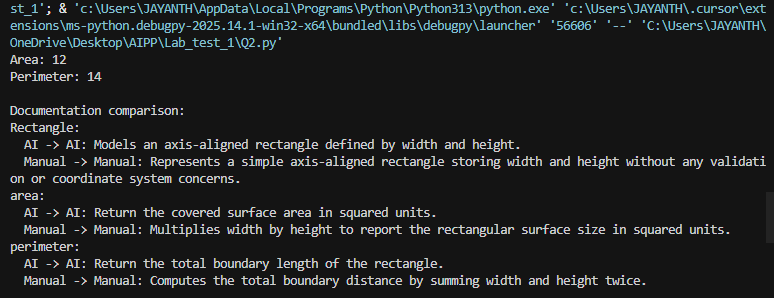 st_1'; & 'c:\Users\JAYANTH\AppData\Local\Programs\Python\Python313\python.exe' 'c:\Users\JAYANTH\.cursor\ext
ensions\ms-python.debugpy-2025.14.1-win32-x64\bundled\libs\debugpy\launcher' '56606' '--' 'C:\Users\JAYANTH\
OneDrive\Desktop\AIPP\Lab_test_1\Q2.py'
Area: 12
Perimeter: 14

Documentation comparison:
Rectangle:
  AI -> AI: Models an axis-aligned rectangle defined by width and height.
  Manual -> Manual: Represents a simple axis-aligned rectangle storing width and height without any validati
on or coordinate system concerns.
area:
  AI -> AI: Return the covered surface area in squared units.
  Manual -> Manual: Multiplies width by height to report the rectangular surface size in squared units.
perimeter:
  AI -> AI: Return the total boundary length of the rectangle.
  Manual -> Manual: Computes the total boundary distance by summing width and height twice.